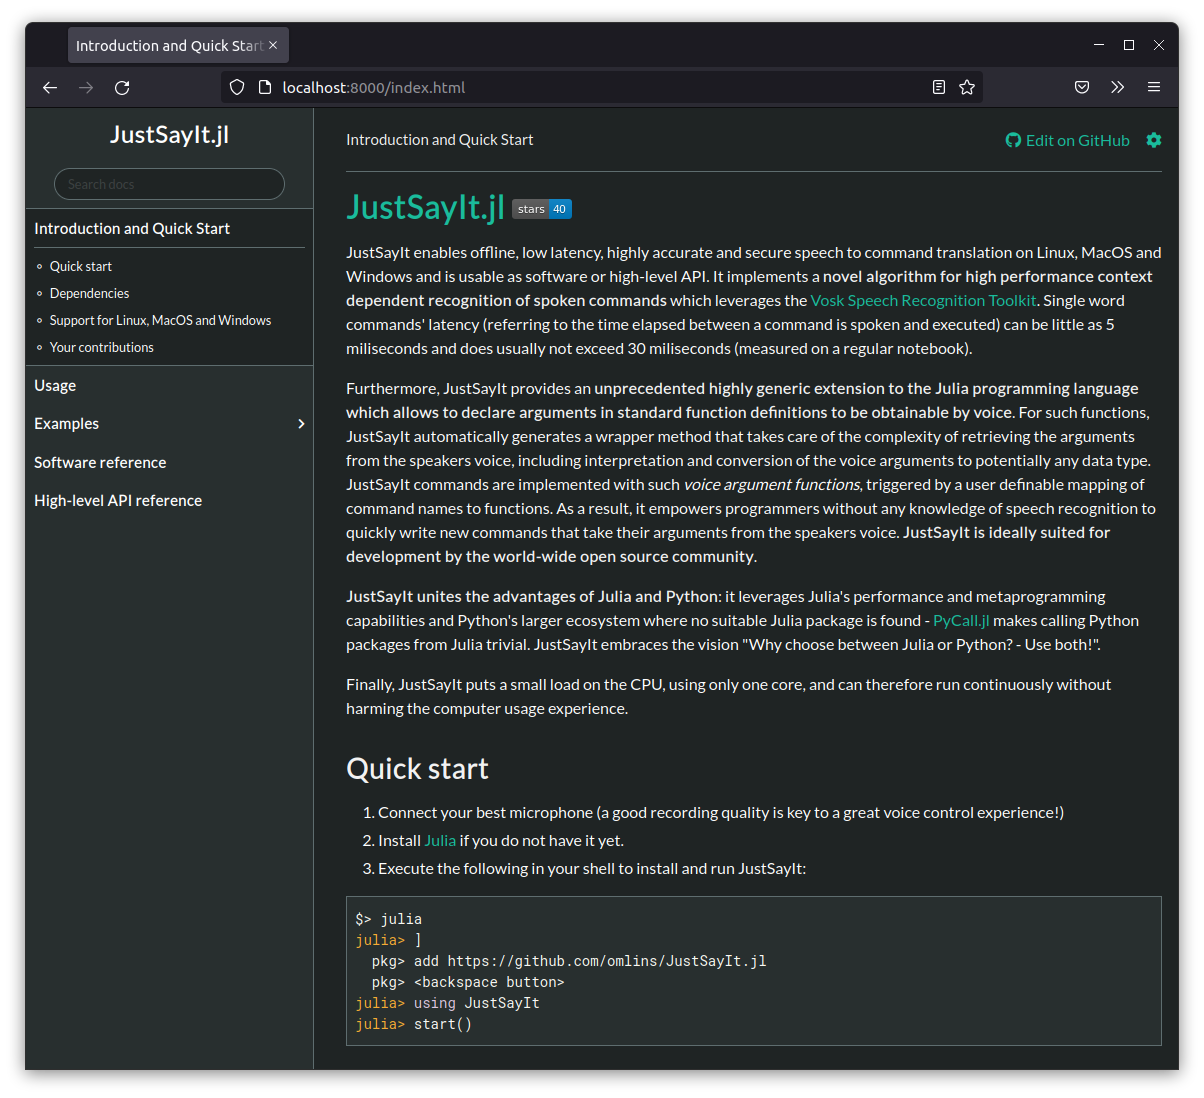 Introduction and Quick Start
localhost:8000/index.html
JustSayIt.jl
Search docs
Introduction and Quick Start
Quick start
Dependencies
Support for Linux, MacOS and Windows
Your contributions
Usage
Examples
Software reference
High-level API reference
Introduction and Quick Start
Edit on GitHub
JustSayIt.jl stars 40
JustSayIt enables offline, low latency, highly accurate and secure speech to command translation on Linux, MacOS and
Windows and is usable as software or high-level API. It implements a novel algorithm for high performance context
dependent recognition of spoken commands which leverages the Vosk Speech Recognition Toolkit. Single word
commands' latency (referring to the time elapsed between a command is spoken and executed) can be little as 5
miliseconds and does usually not exceed 30 miliseconds (measured on a regular notebook).
Furthermore, JustSayIt provides an unprecedented highly generic extension to the Julia programming language
which allows to declare arguments in standard function definitions to be obtainable by voice. For such functions,
JustSayIt automatically generates a wrapper method that takes care of the complexity of retrieving the arguments
from the speakers voice, including interpretation and conversion of the voice arguments to potentially any data type.
JustSayIt commands are implemented with such voice argument functions, triggered by a user definable mapping of
command names to functions. As a result, it empowers programmers without any knowledge of speech recognition to
quickly write new commands that take their arguments from the speakers voice. JustSayIt is ideally suited for
development by the world-wide open source community.
JustSayIt unites the advantages of Julia and Python: it leverages Julia's performance and metaprogramming
capabilities and Python's larger ecosystem where no suitable Julia package is found - PyCall.jl makes calling Python
packages from Julia trivial. JustSayIt embraces the vision "Why choose between Julia or Python? - Use both!".
Finally, JustSayIt puts a small load on the CPU, using only one core, and can therefore run continuously without
harming the computer usage experience.
Quick start
1. Connect your best microphone (a good recording quality is key to a great voice control experience!)
2. Install Julia if you do not have it yet.
3. Execute the following in your shell to install and run JustSayIt:
$> julia
julia> ]
pkg> add https://github.com/omlins/JustSayIt.jl
pkg> <backspace button>
julia> using JustSayIt
julia> start()